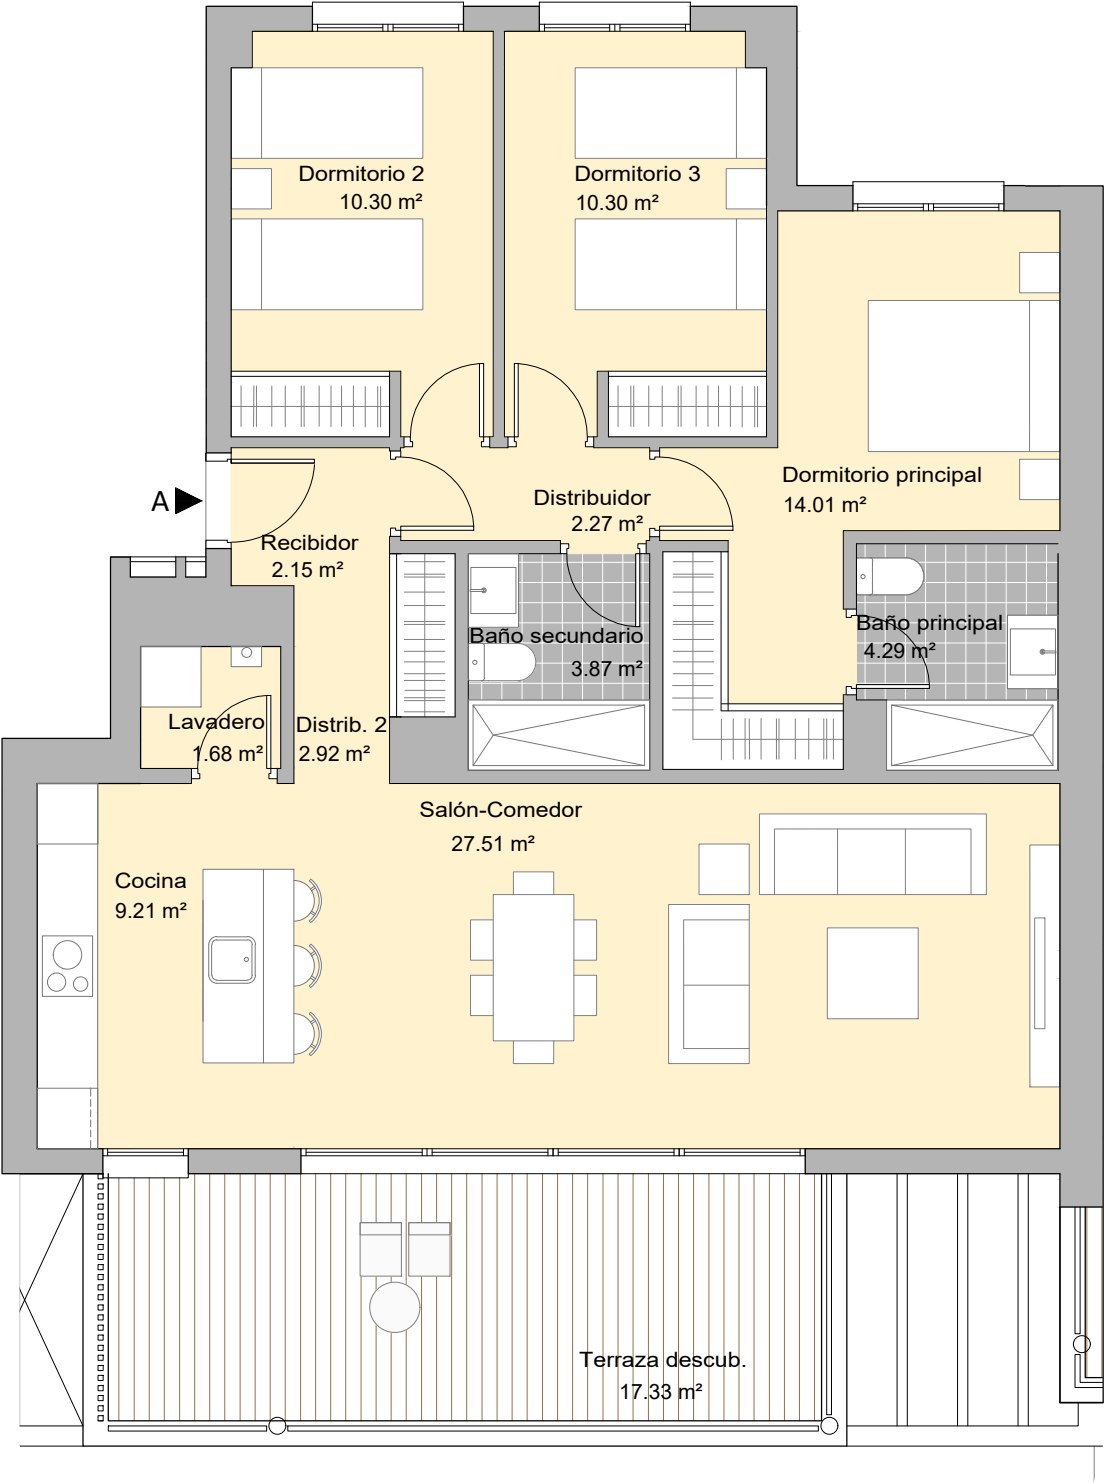 Dormitorio 2
10.30 m²
Dormitorio 3
10.30 m²
Dormitorio principal
14.01 m²
A
Distribuidor
2.27 m²
Recibidor
2.15 m²
Baño secundario
3.87 m²
Baño principal
4.29 m²
Lavadero
1.68 m²
Distrib. 2
2.92 m²
Salón-Comedor
27.51 m²
Cocina
9.21 m²
Terraza descub.
17.33 m²